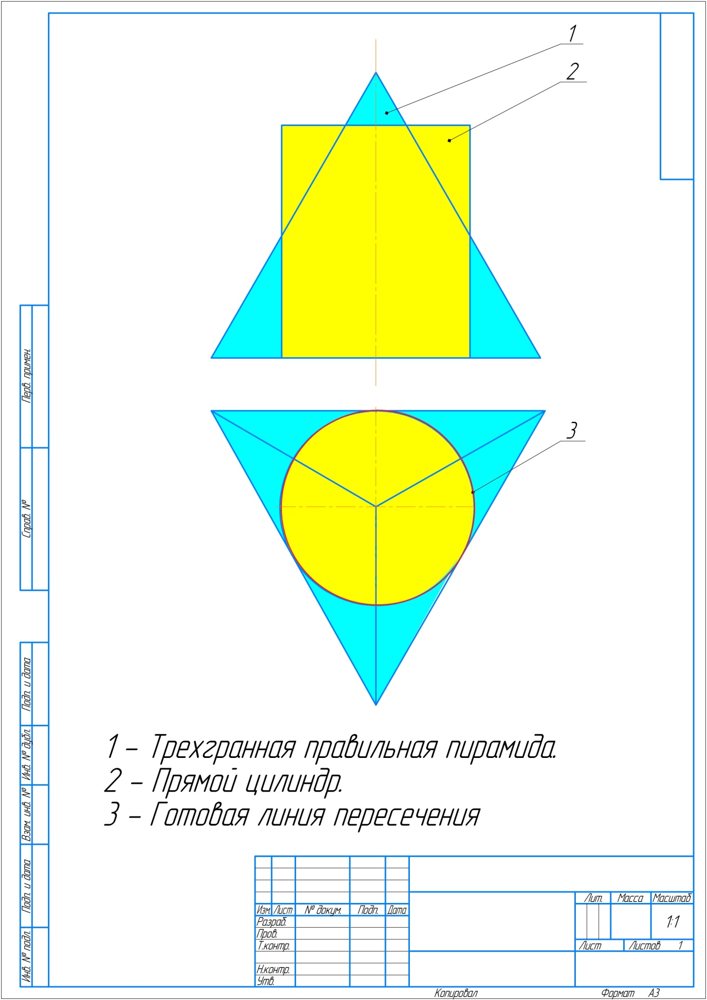 1
2
3
1 – Трехгранная правильная пирамида.
2 – Прямой цилиндр.
3 – Готовая линия пересечения
Перв. примен.
Справ. №
Подп. и дата
Инв. № дубл.
Взам. инв. №
Подп. и дата
Инв. № подл.
Лит. Масса Масштаб
Изм. Лист № докум. Подп. Дата
Разраб. 1:1
Пров.
Т.контр. Лист Листов 1
Н.контр.
Утв.
Копировал Формат А3